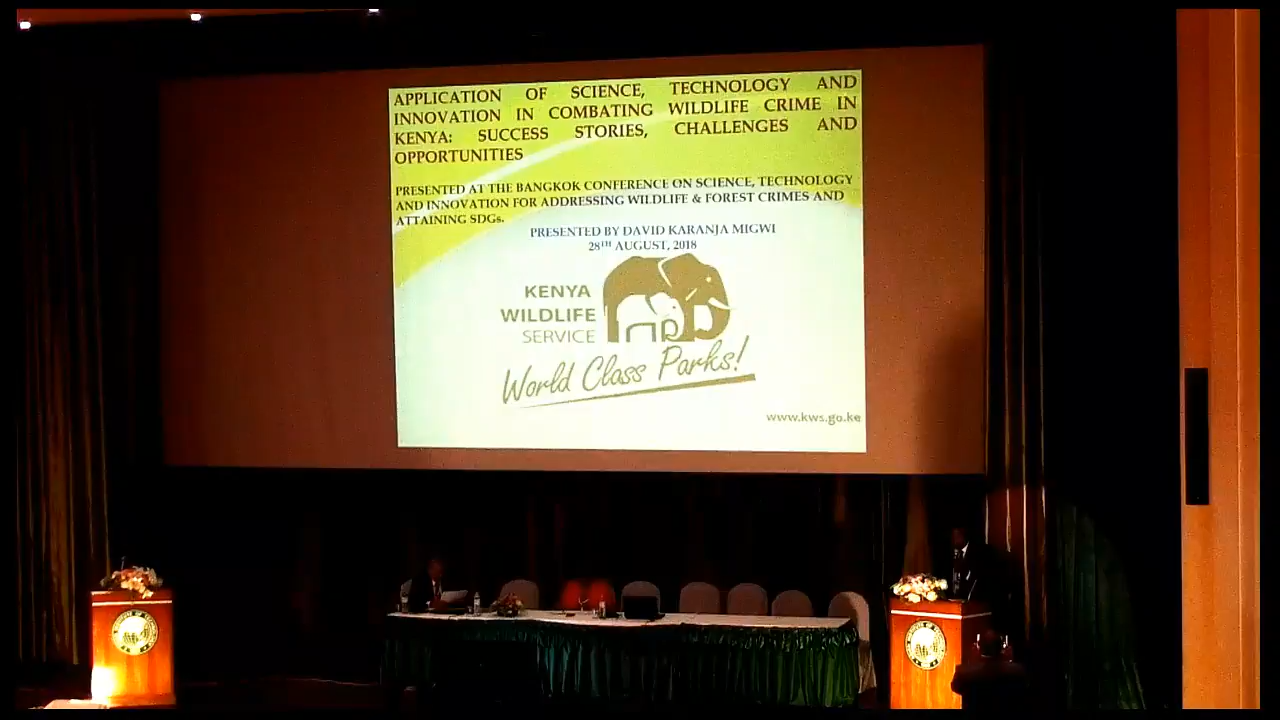 APPLICATION OF SCIENCE, TECHNOLOGY AND
INNOVATION IN COMBATING WILDLIFE CRIME IN
KENYA: SUCCESS STORIES, CHALLENGES AND
OPPORTUNITIES
PRESENTED AT THE BANGKOK CONFERENCE ON SCIENCE, TECHNOLOGY
AND INNOVATION FOR ADDRESSING WILDLIFE & FOREST CRIMES AND
ATTAINING SDGs.
PRESENTED BY DAVID KARANJA MIGWI
28TH AUGUST, 2018
KENYA
WILDLIFE
SERVICE
World Class Parks!
www.kws.go.ke